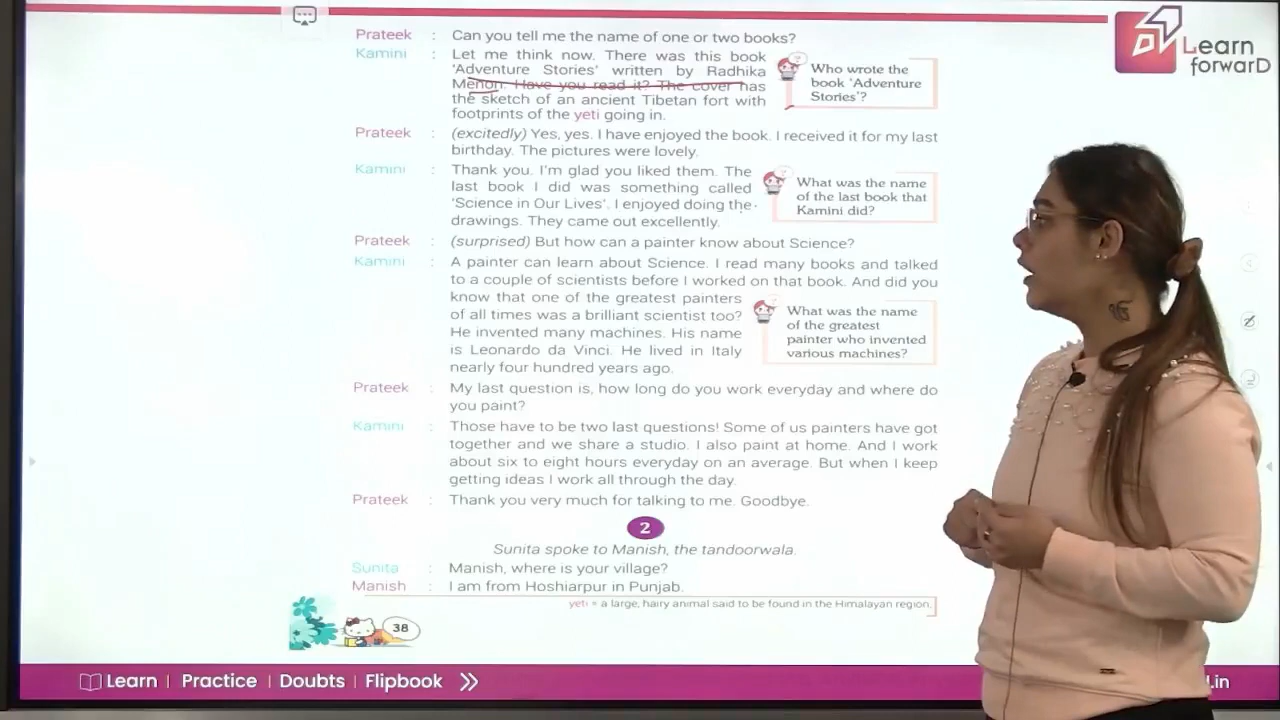 Prateek : Can you tell me the name of one or two books?
Kamini : Let me think now. There was this book
'Adventure Stories' written by Radhika
Menon. Have you read it? The cover has
the sketch of an ancient Tibetan fort with
footprints of the yeti going in.
Who wrote the
book 'Adventure
Stories'?
Prateek : (excitedly) Yes, yes. I have enjoyed the book. I received it for my last
birthday. The pictures were lovely.
Kamini : Thank you. I'm glad you liked them. The
last book I did was something called
'Science in Our Lives'. I enjoyed doing the
drawings. They came out excellently.
What was the name
of the last book that
Kamini did?
Prateek : (surprised) But how can a painter know about Science?
Kamini : A painter can learn about Science. I read many books and talked
to a couple of scientists before I worked on that book. And did you
know that one of the greatest painters
of all times was a brilliant scientist too?
He invented many machines. His name
is Leonardo da Vinci. He lived in Italy
nearly four hundred years ago.
What was the name
of the greatest
painter who invented
various machines?
Prateek : My last question is, how long do you work everyday and where do
you paint?
Kamini : Those have to be two last questions! Some of us painters have got
together and we share a studio. I also paint at home. And I work
about six to eight hours everyday on an average. But when I keep
getting ideas I work all through the day.
Prateek : Thank you very much for talking to me. Goodbye.
2
Sunita spoke to Manish, the tandoorwala.
Sunita : Manish, where is your village?
Manish : I am from Hoshiarpur in Punjab.
yeti = a large, hairy animal said to be found in the Himalayan region.
38
Learn
forwarD
Learn | Practice | Doubts | Flipbook
.in